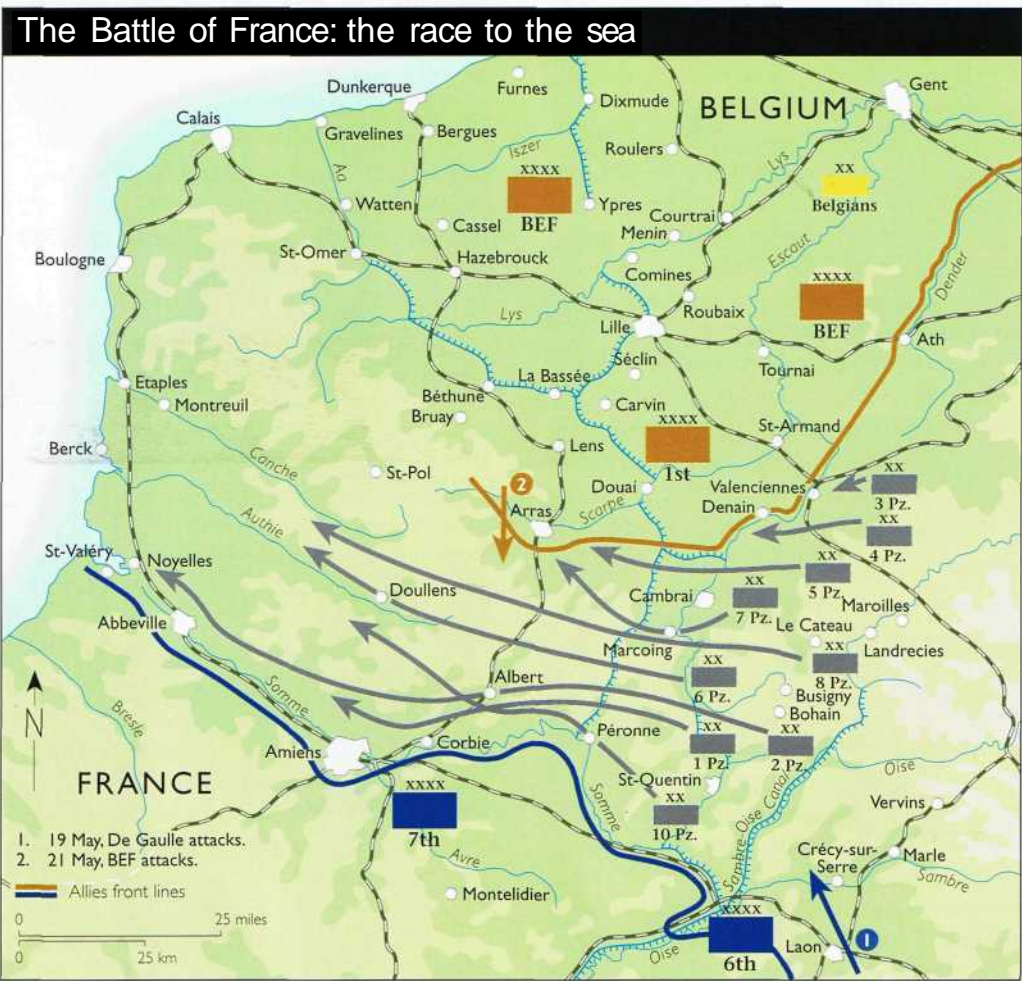 The Battle of France: the race to the sea
Gent
Furnes
Dunkerque
Dixmude
BELGIUM
Calais
Gravelines
Bergues
Iszer
Roulers
Lys
Aa
xxxx
BEF
xx
Belgians
Watten
Ypres
Courtrai
Cassel
Menin
Escaut
St-Omer
Hazebrouck
Boulogne
Comines
xxxx
BEF
Dender
Roubaix
Lys
Lille
Ath
Séclin
Tournai
La Bassée
Etaples
Béthune
Montreuil
Carvin
Bruay
xxxx
1st
St-Armand
Berck
Lens
Canche
St-Pol
Douai
Valenciennes
xx
3 Pz.
2
Arras
Scarpe
Denain
Authie
xx
4 Pz.
St-Valéry
Noyelles
xx
5 Pz.
Doullens
Cambrai
xx
7 Pz.
Maroilles
Abbeville
Le Cateau
Marcoing
Landrecies
xx
8 Pz.
xx
6 Pz.
Albert
Somme
Busigny
Bohain
Bresle
N
Péronne
xx
1 Pz.
xx
2 Pz.
Corbie
Amiens
Oise
St-Quentin
FRANCE
xxxx
7th
Somme
xx
10 Pz.
Sambre-Oise Canal
Vervins
1. 19 May, De Gaulle attacks.
2. 21 May, BEF attacks.
Crécy-sur-
Serre
Marle
Avre
Sambre
Allies front lines
Montelidier
xxxx
6th
0 25 miles
0 25 km
Oise
Laon
1